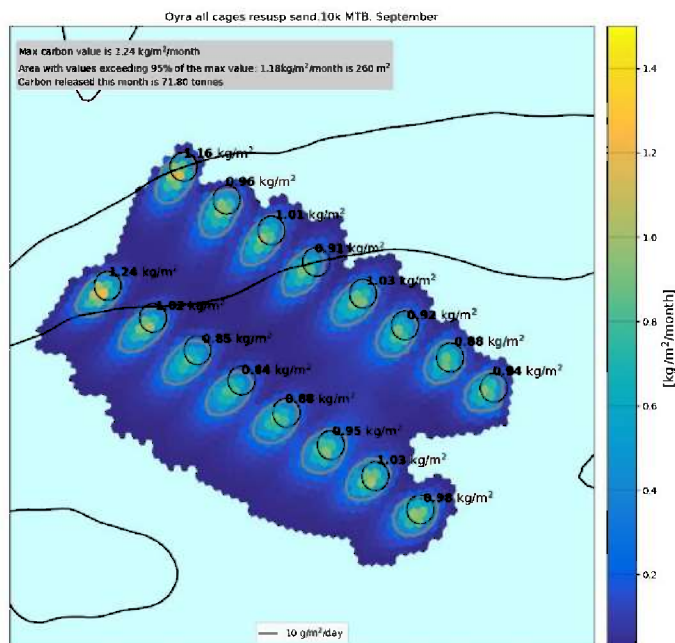 Oyra all cages resusp sand.10k MTB. September
Max carbon value is 1.24 kg/m²/month
Area with values exceeding 95% of the max value: 1.18kg/m²/month is 260 m²
Carbon released this month is 71.80 tonnes
1.16 kg/m²
0.96 kg/m²
1.01 kg/m²
0.91 kg/m²
1.24 kg/m²
1.03 kg/m²
1.02 kg/m²
0.92 kg/m²
0.85 kg/m²
0.88 kg/m²
0.84 kg/m²
0.94 kg/m²
0.88 kg/m²
0.95 kg/m²
1.03 kg/m²
0.98 kg/m²
10 g/m²/day
1.4
1.2
1.0
0.8
0.6
0.4
0.2
[kg/m²/month]